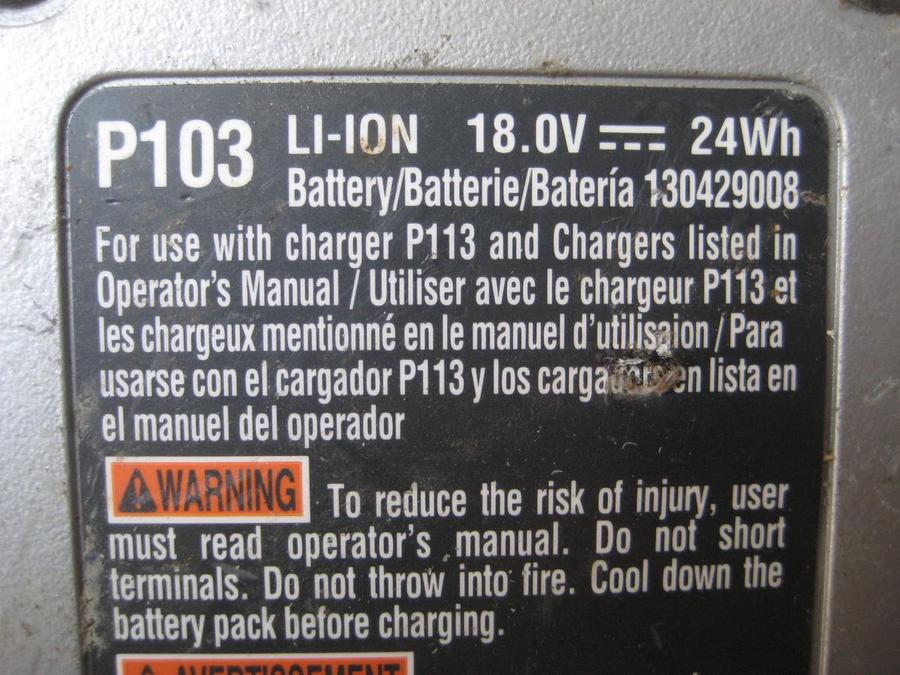 P103 LI-ION 18.0V 24Wh
Battery/Batterie/Batería 130429008
For use with charger P113 and Chargers listed in
Operator's Manual / Utiliser avec le chargeur P113 et
les chargeux mentionné en le manuel d'utilisaion / Para
usarse con el cargador P113 y los en lista en
el manuel del operador
WARNING To reduce the risk of injury, user
must read operator's manual. Do not short
terminals. Do not throw into fire. Cool down the
battery pack before charging.
AVERTISSEMENT